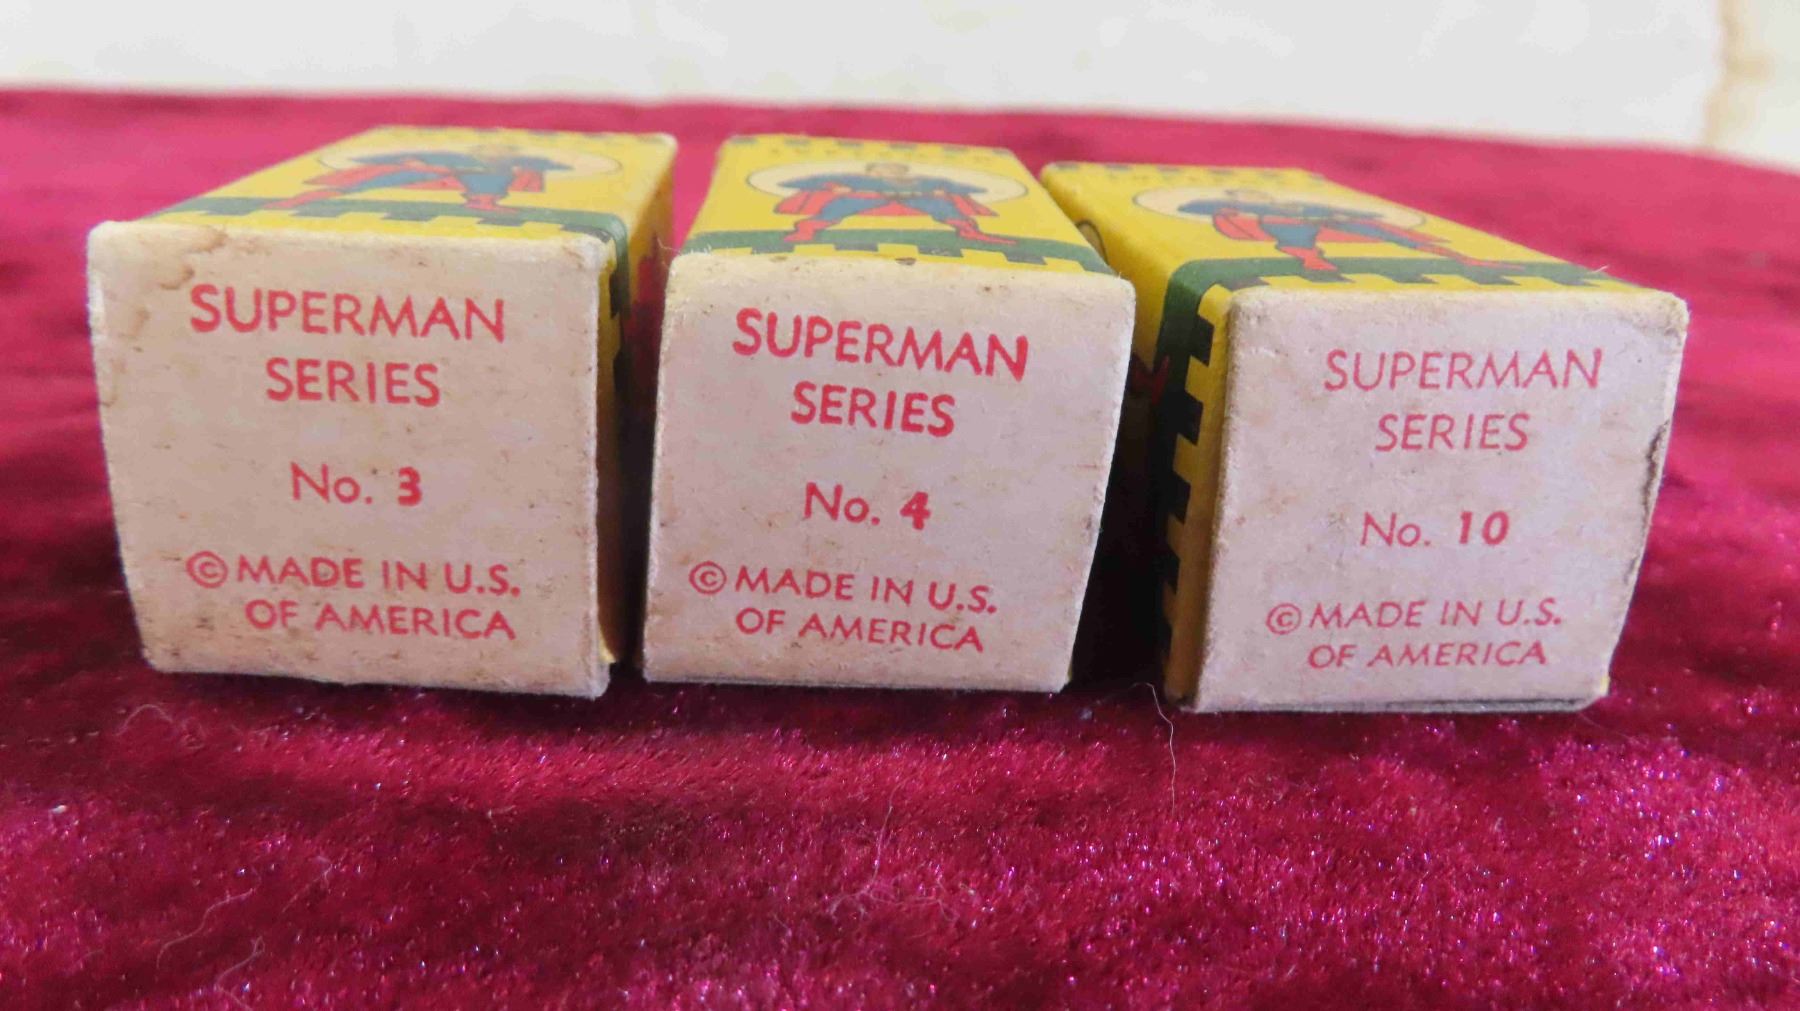 SUPERMAN
SERIES
No. 3
© MADE IN U.S.
OF AMERICA
SUPERMAN
SERIES
No. 4
© MADE IN U.S.
OF AMERICA
SUPERMAN
SERIES
No. 10
© MADE IN U.S.
OF AMERICA